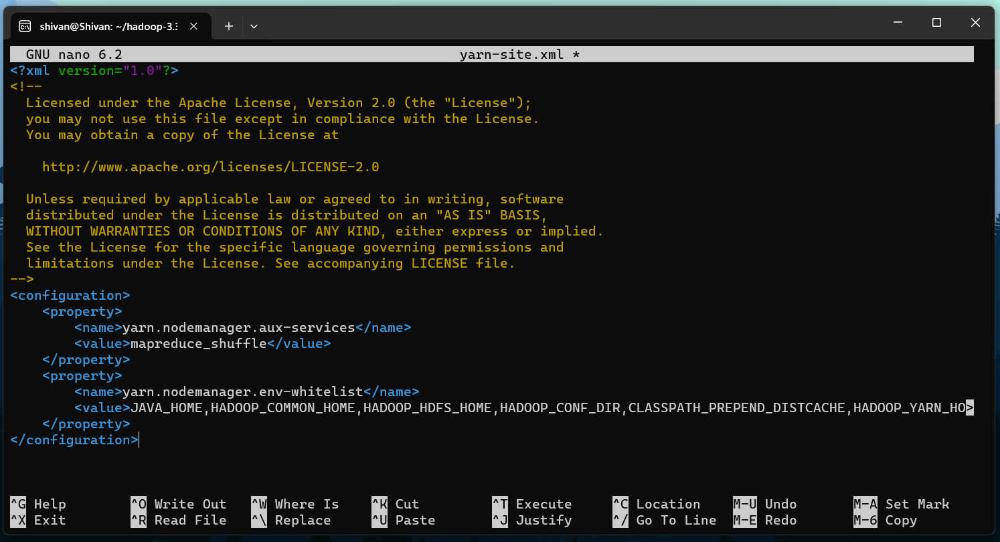 shivan@Shivan: ~/hadoop-3.3
GNU nano 6.2 yarn-site.xml *
<?xml version="1.0"?>
<!--
  Licensed under the Apache License, Version 2.0 (the "License");
  you may not use this file except in compliance with the License.
  You may obtain a copy of the License at

    http://www.apache.org/licenses/LICENSE-2.0

  Unless required by applicable law or agreed to in writing, software
  distributed under the License is distributed on an "AS IS" BASIS,
  WITHOUT WARRANTIES OR CONDITIONS OF ANY KIND, either express or implied.
  See the License for the specific language governing permissions and
  limitations under the License. See accompanying LICENSE file.
-->
<configuration>
    <property>
        <name>yarn.nodemanager.aux-services</name>
        <value>mapreduce_shuffle</value>
    </property>
    <property>
        <name>yarn.nodemanager.env-whitelist</name>
        <value>JAVA_HOME,HADOOP_COMMON_HOME,HADOOP_HDFS_HOME,HADOOP_CONF_DIR,CLASSPATH_PREPEND_DISTCACHE,HADOOP_YARN_HO>
    </property>
</configuration>
^G Help ^O Write Out ^W Where Is ^K Cut ^T Execute ^C Location M-U Undo M-A Set Mark
^X Exit ^R Read File ^\ Replace ^U Paste ^J Justify ^/ Go To Line M-E Redo M-6 Copy